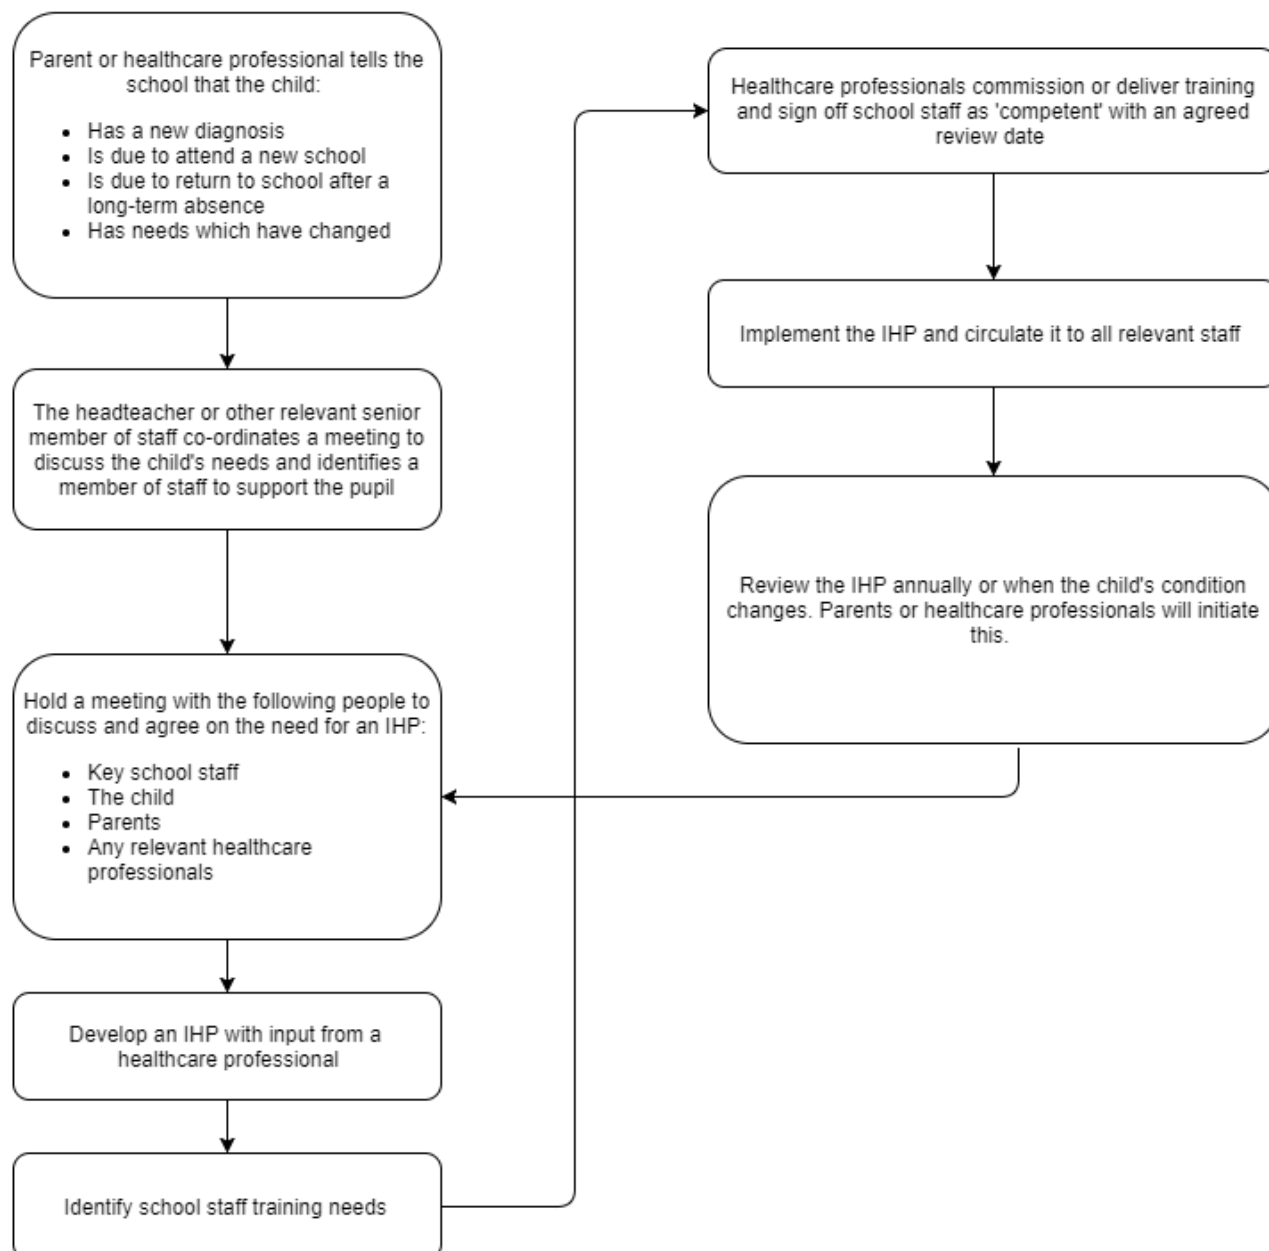 Parent or healthcare professional tells the
school that the child:
• Has a new diagnosis
• Is due to attend a new school
• Is due to return to school after a
long-term absence
• Has needs which have changed
The headteacher or other relevant senior
member of staff co-ordinates a meeting to
discuss the child's needs and identifies a
member of staff to support the pupil
Hold a meeting with the following people to
discuss and agree on the need for an IHP:
• Key school staff
• The child
• Parents
• Any relevant healthcare
professionals
Develop an IHP with input from a
healthcare professional
Identify school staff training needs
Healthcare professionals commission or deliver training
and sign off school staff as 'competent' with an agreed
review date
Implement the IHP and circulate it to all relevant staff
Review the IHP annually or when the child's condition
changes. Parents or healthcare professionals will initiate
this.